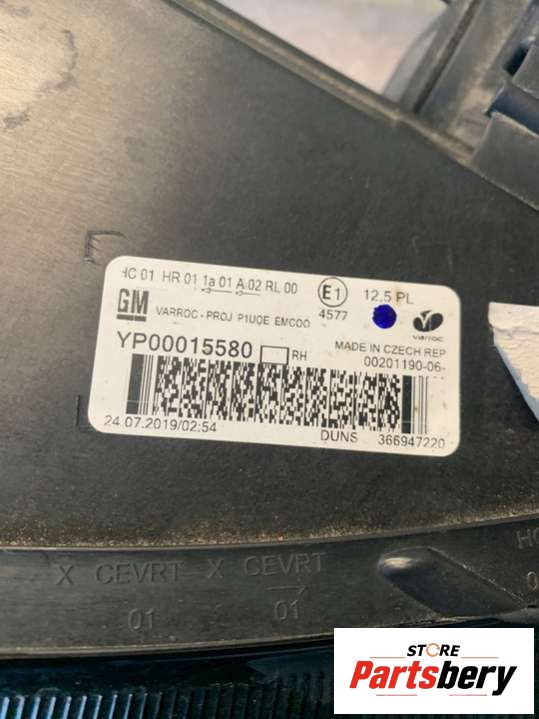 HC 01 HR 01 1a 01 A 02 RL 00
E1
12,5 PL
GM
VARROC - PROJ P1UOE EMCOO
4577
varroc
YP00015580
RH
MADE IN CZECH REP
00201190-06-
24.07.2019/02:54
DUNS 366947220
X CEVRT X CEVRT
01 01
STORE
Partsbery